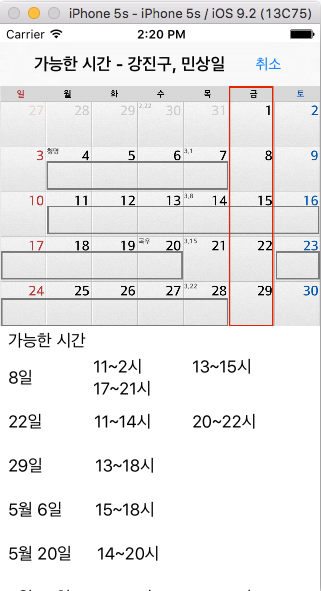 iPhone 5s - iPhone 5s / iOS 9.2 (13C75)
Carrier 2:20 PM
가능한 시간 - 강진구, 민상일 취소
일 월 화 수 목 금 토
27 28 29 2,22 30 31 1 2
3 청명 4 5 6 3,1 7 8 9
10 11 12 13 3,8 14 15 16
17 18 19 곡우 20 3,15 21 22 23
24 25 26 27 3,22 28 29 30
가능한 시간
8일 11~2시 13~15시
17~21시
22일 11~14시 20~22시
29일 13~18시
5월 6일 15~18시
5월 20일 14~20시